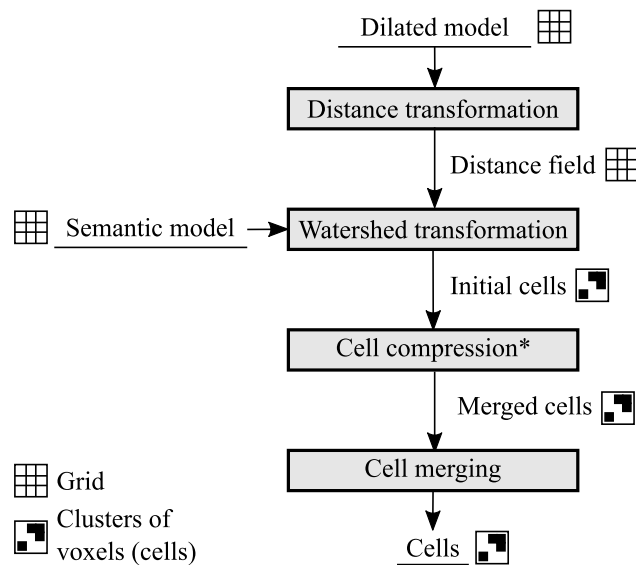 Dilated model
Distance transformation
Distance field
Semantic model
Watershed transformation
Initial cells
Cell compression*
Merged cells
Cell merging
Grid
Clusters of
voxels (cells)
Cells